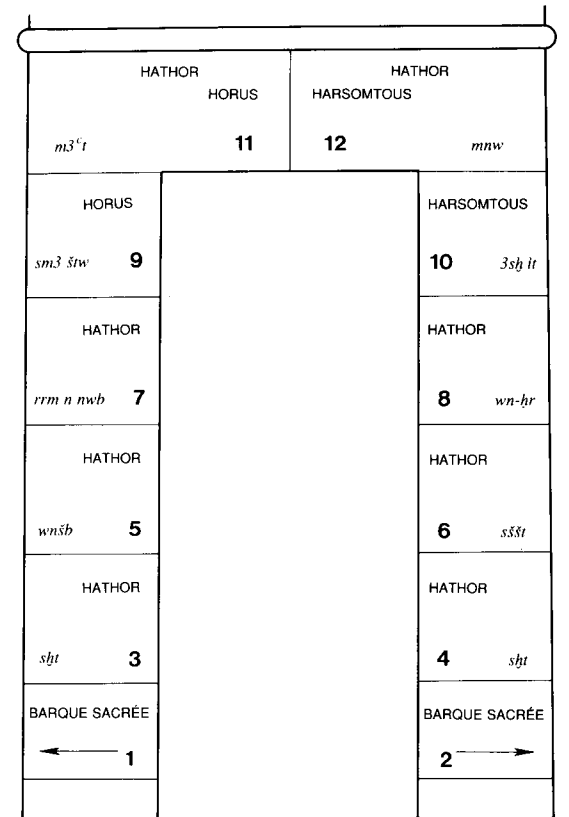 HATHOR HATHOR
HORUS HARSOMTOUS
m3ꜥt 11 12 mnw
HORUS HARSOMTOUS
sm3 štw 9 10 3sḫ it
HATHOR HATHOR
rrm n nwb 7 8 wn-ḥr
HATHOR HATHOR
wnšb 5 6 sššt
HATHOR HATHOR
sḫt 3 4 sḫt
BARQUE SACRÉE BARQUE SACRÉE
1 2